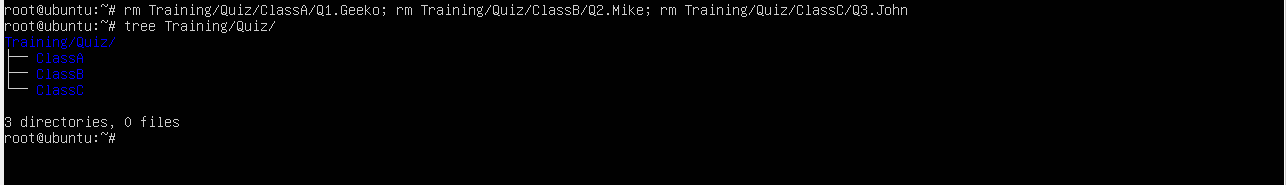 root@ubuntu:~# rm Training/Quiz/ClassA/Q1.Geeko; rm Training/Quiz/ClassB/Q2.Mike; rm Training/Quiz/ClassC/Q3.John
root@ubuntu:~# tree Training/Quiz/
Training/Quiz/
├── ClassA
├── ClassB
└── ClassC
3 directories, 0 files
root@ubuntu:~#